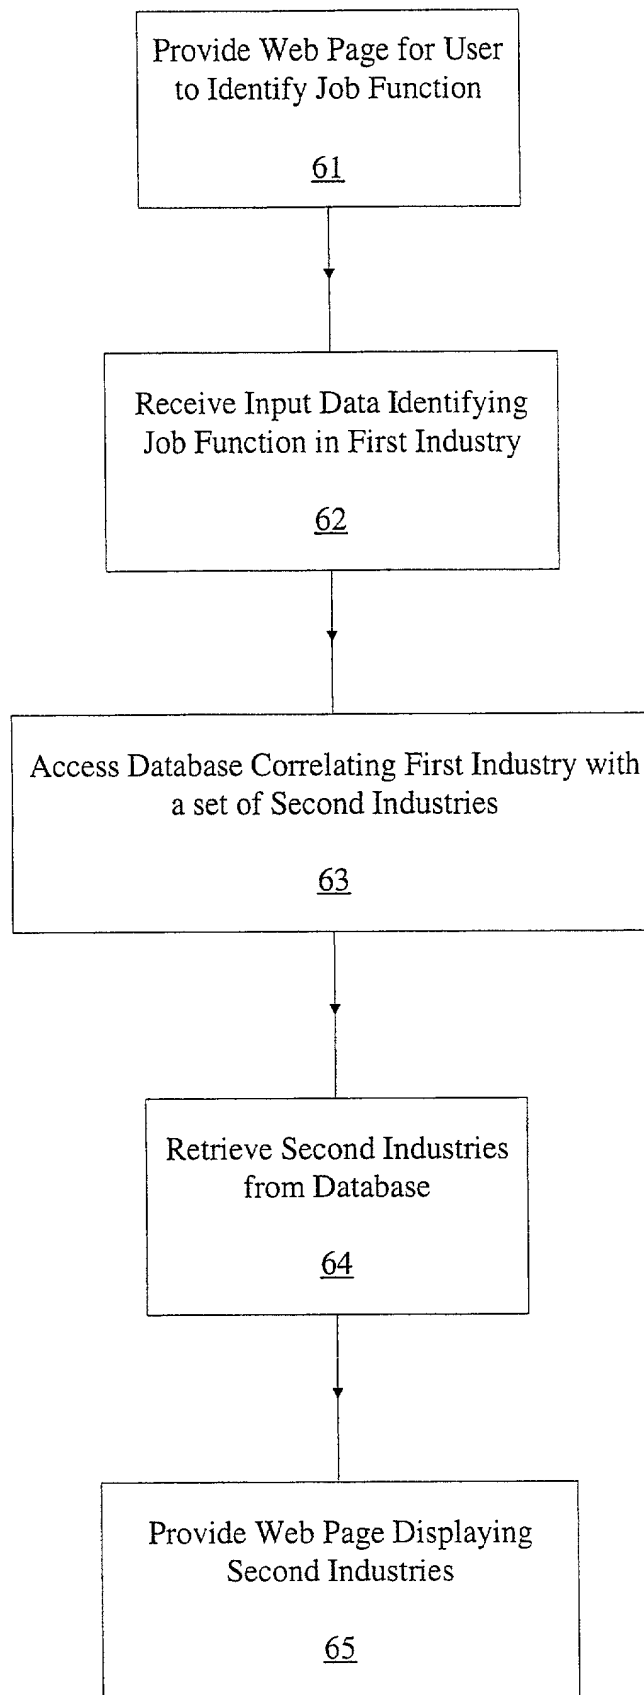 Provide Web Page for User
to Identify Job Function
61
Receive Input Data Identifying
Job Function in First Industry
62
Access Database Correlating First Industry with
a set of Second Industries
63
Retrieve Second Industries
from Database
64
Provide Web Page Displaying
Second Industries
65